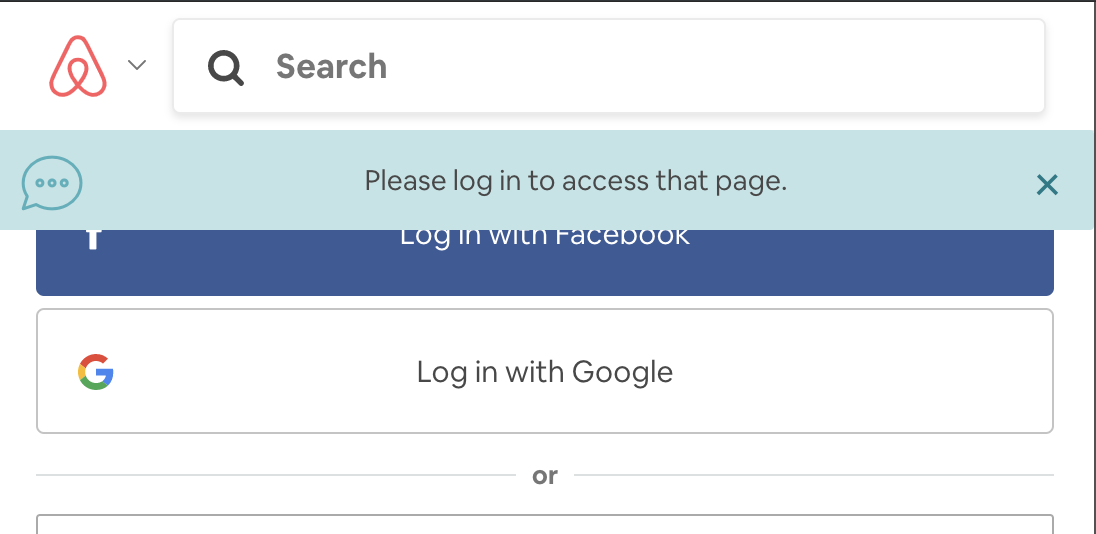 Search
Please log in to access that page.
Log in with Facebook
Log in with Google
or